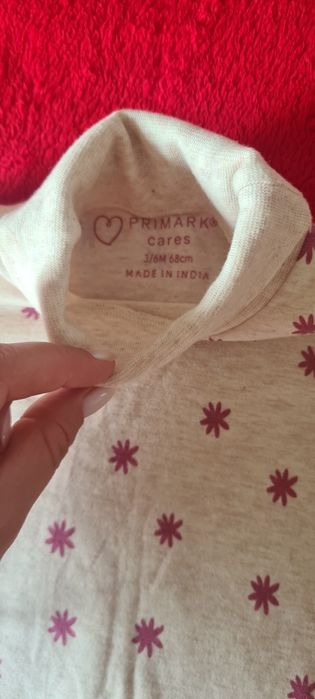 PRIMARK®
cares
3/6M 68cm
MADE IN INDIA